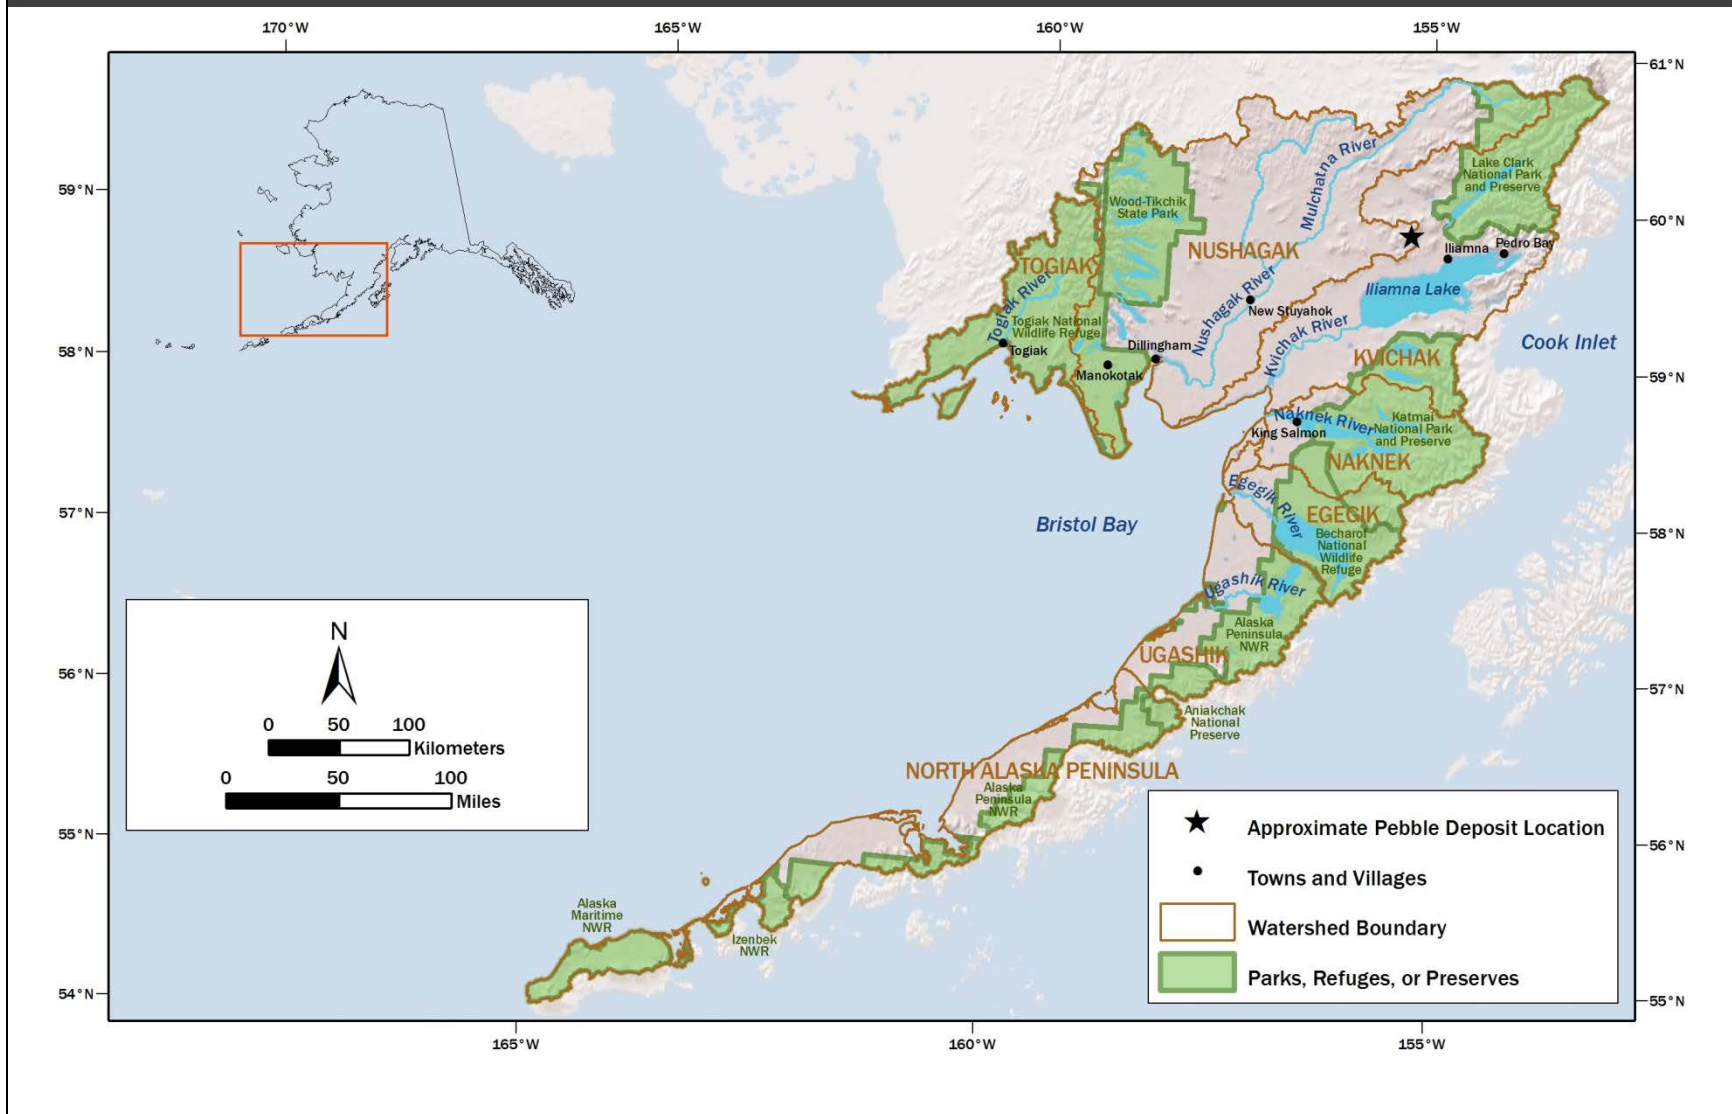 170°W 165°W 160°W 155°W
61°N
59°N
60°N
58°N
59°N
57°N
58°N
56°N
57°N
55°N
56°N
54°N
55°N
165°W 160°W 155°W
Mulchatna River
Lake Clark
National Park
and Preserve
Wood-Tikchik
State Park
NUSHAGAK
Iliamna
Pedro Bay
TOGIAK
Iliamna Lake
Togiak River
Nushagak River
New Stuyahok
Togiak National
Wildlife Refuge
Kvichak River
Togiak
Dillingham
Cook Inlet
KVICHAK
Manokotak
Naknek River
Katmai
National Park
and Preserve
King Salmon
NAKNEK
Egegik River
EGEGIK
Bristol Bay
Becharof
National
Wildlife
Refuge
Ugashik River
Alaska
Peninsula
NWR
UGASHIK
Aniakchak
National
Preserve
NORTH ALASKA PENINSULA
Alaska
Peninsula
NWR
Alaska
Maritime
NWR
Izenbek
NWR
N
0 50 100
Kilometers
0 50 100
Miles
Approximate Pebble Deposit Location
Towns and Villages
Watershed Boundary
Parks, Refuges, or Preserves